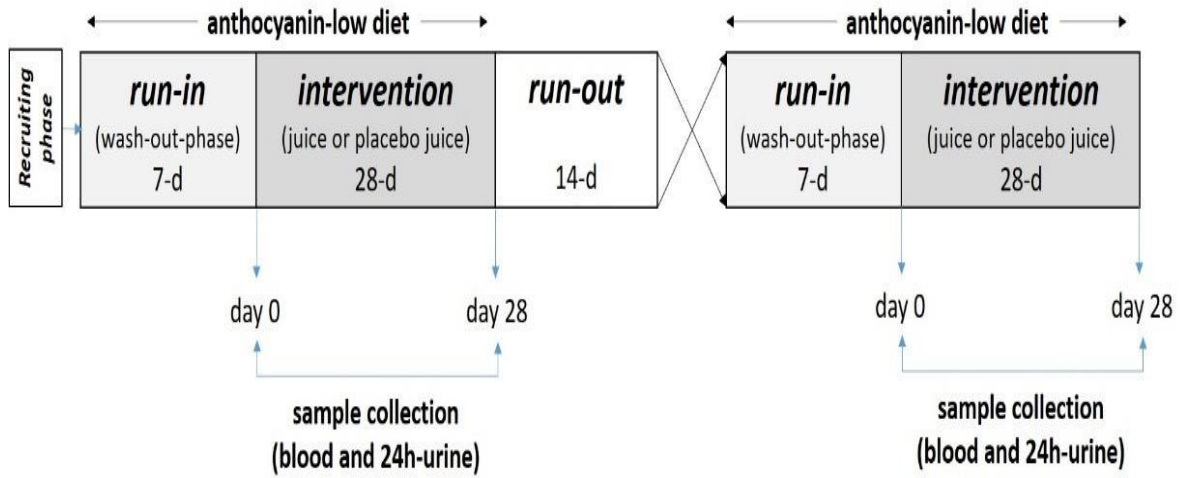 anthocyanin-low diet
anthocyanin-low diet
Recruiting
phase
run-in
(wash-out-phase)
7-d
intervention
(juice or placebo juice)
28-d
run-out
14-d
run-in
(wash-out-phase)
7-d
intervention
(juice or placebo juice)
28-d
day 0
day 28
day 0
day 28
sample collection
(blood and 24h-urine)
sample collection
(blood and 24h-urine)